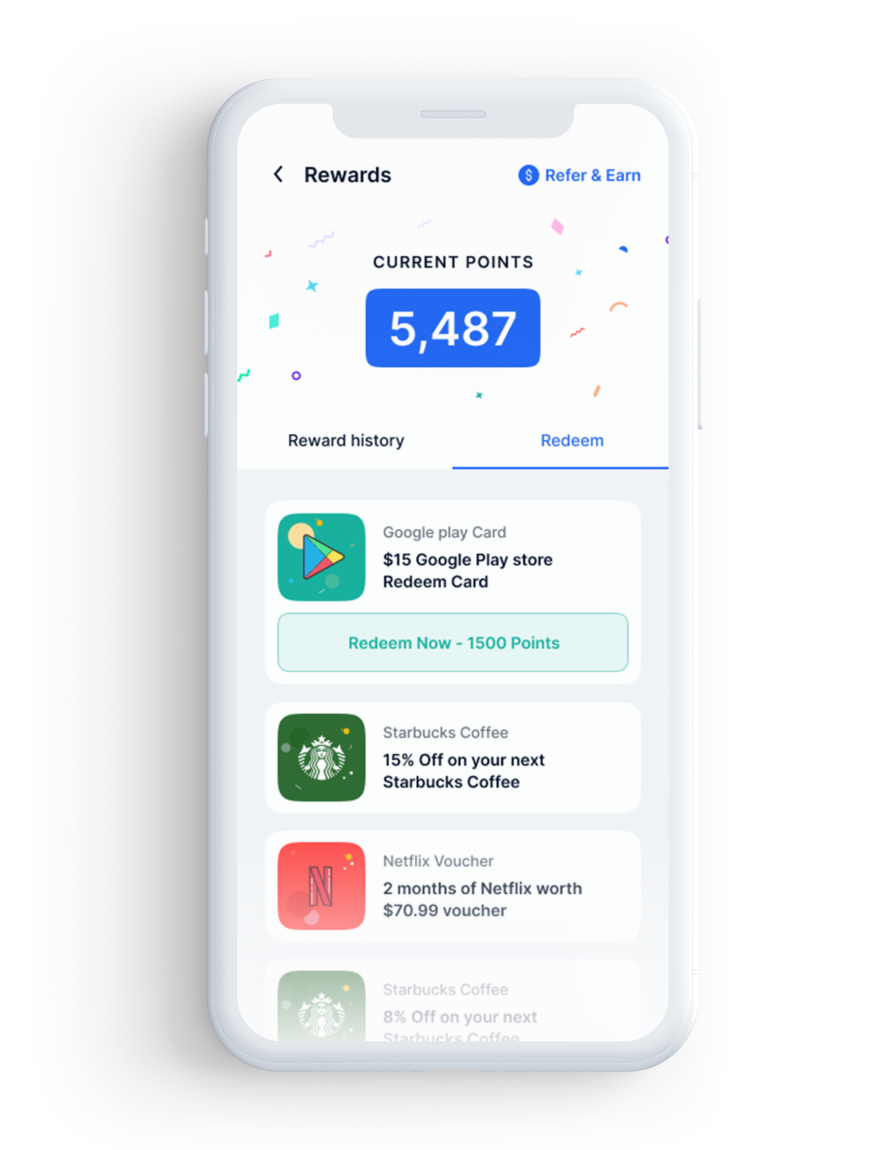 Rewards
$ Refer & Earn
CURRENT POINTS
5,487
Reward history
Redeem
Google play Card
$15 Google Play store
Redeem Card
Redeem Now - 1500 Points
Starbucks Coffee
15% Off on your next
Starbucks Coffee
Netflix Voucher
N
2 months of Netflix worth
$70.99 voucher
Starbucks Coffee
8% Off on your next
Starbucks Coffee